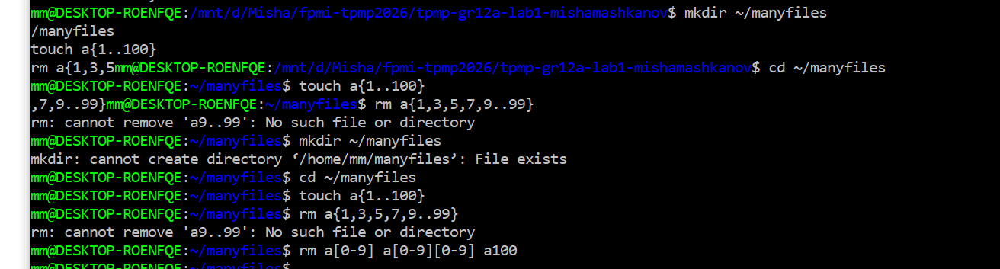 mm@DESKTOP-ROENFQE:/mnt/d/Misha/fpmi-tpmp2026/tpmp-gr12a-lab1-mishamashkanov$ mkdir ~/manyfiles
/manyfiles
touch a{1..100}
rm a{1,3,5mm@DESKTOP-ROENFQE:/mnt/d/Misha/fpmi-tpmp2026/tpmp-gr12a-lab1-mishamashkanov$ cd ~/manyfiles
mm@DESKTOP-ROENFQE:~/manyfiles$ touch a{1..100}
,7,9..99}mm@DESKTOP-ROENFQE:~/manyfiles$ rm a{1,3,5,7,9..99}
rm: cannot remove 'a9..99': No such file or directory
mm@DESKTOP-ROENFQE:~/manyfiles$ mkdir ~/manyfiles
mkdir: cannot create directory ‘/home/mm/manyfiles’: File exists
mm@DESKTOP-ROENFQE:~/manyfiles$ cd ~/manyfiles
mm@DESKTOP-ROENFQE:~/manyfiles$ touch a{1..100}
mm@DESKTOP-ROENFQE:~/manyfiles$ rm a{1,3,5,7,9..99}
rm: cannot remove 'a9..99': No such file or directory
mm@DESKTOP-ROENFQE:~/manyfiles$ rm a[0-9] a[0-9][0-9] a100
mm@DESKTOP-ROENFQE:~/manyfiles$